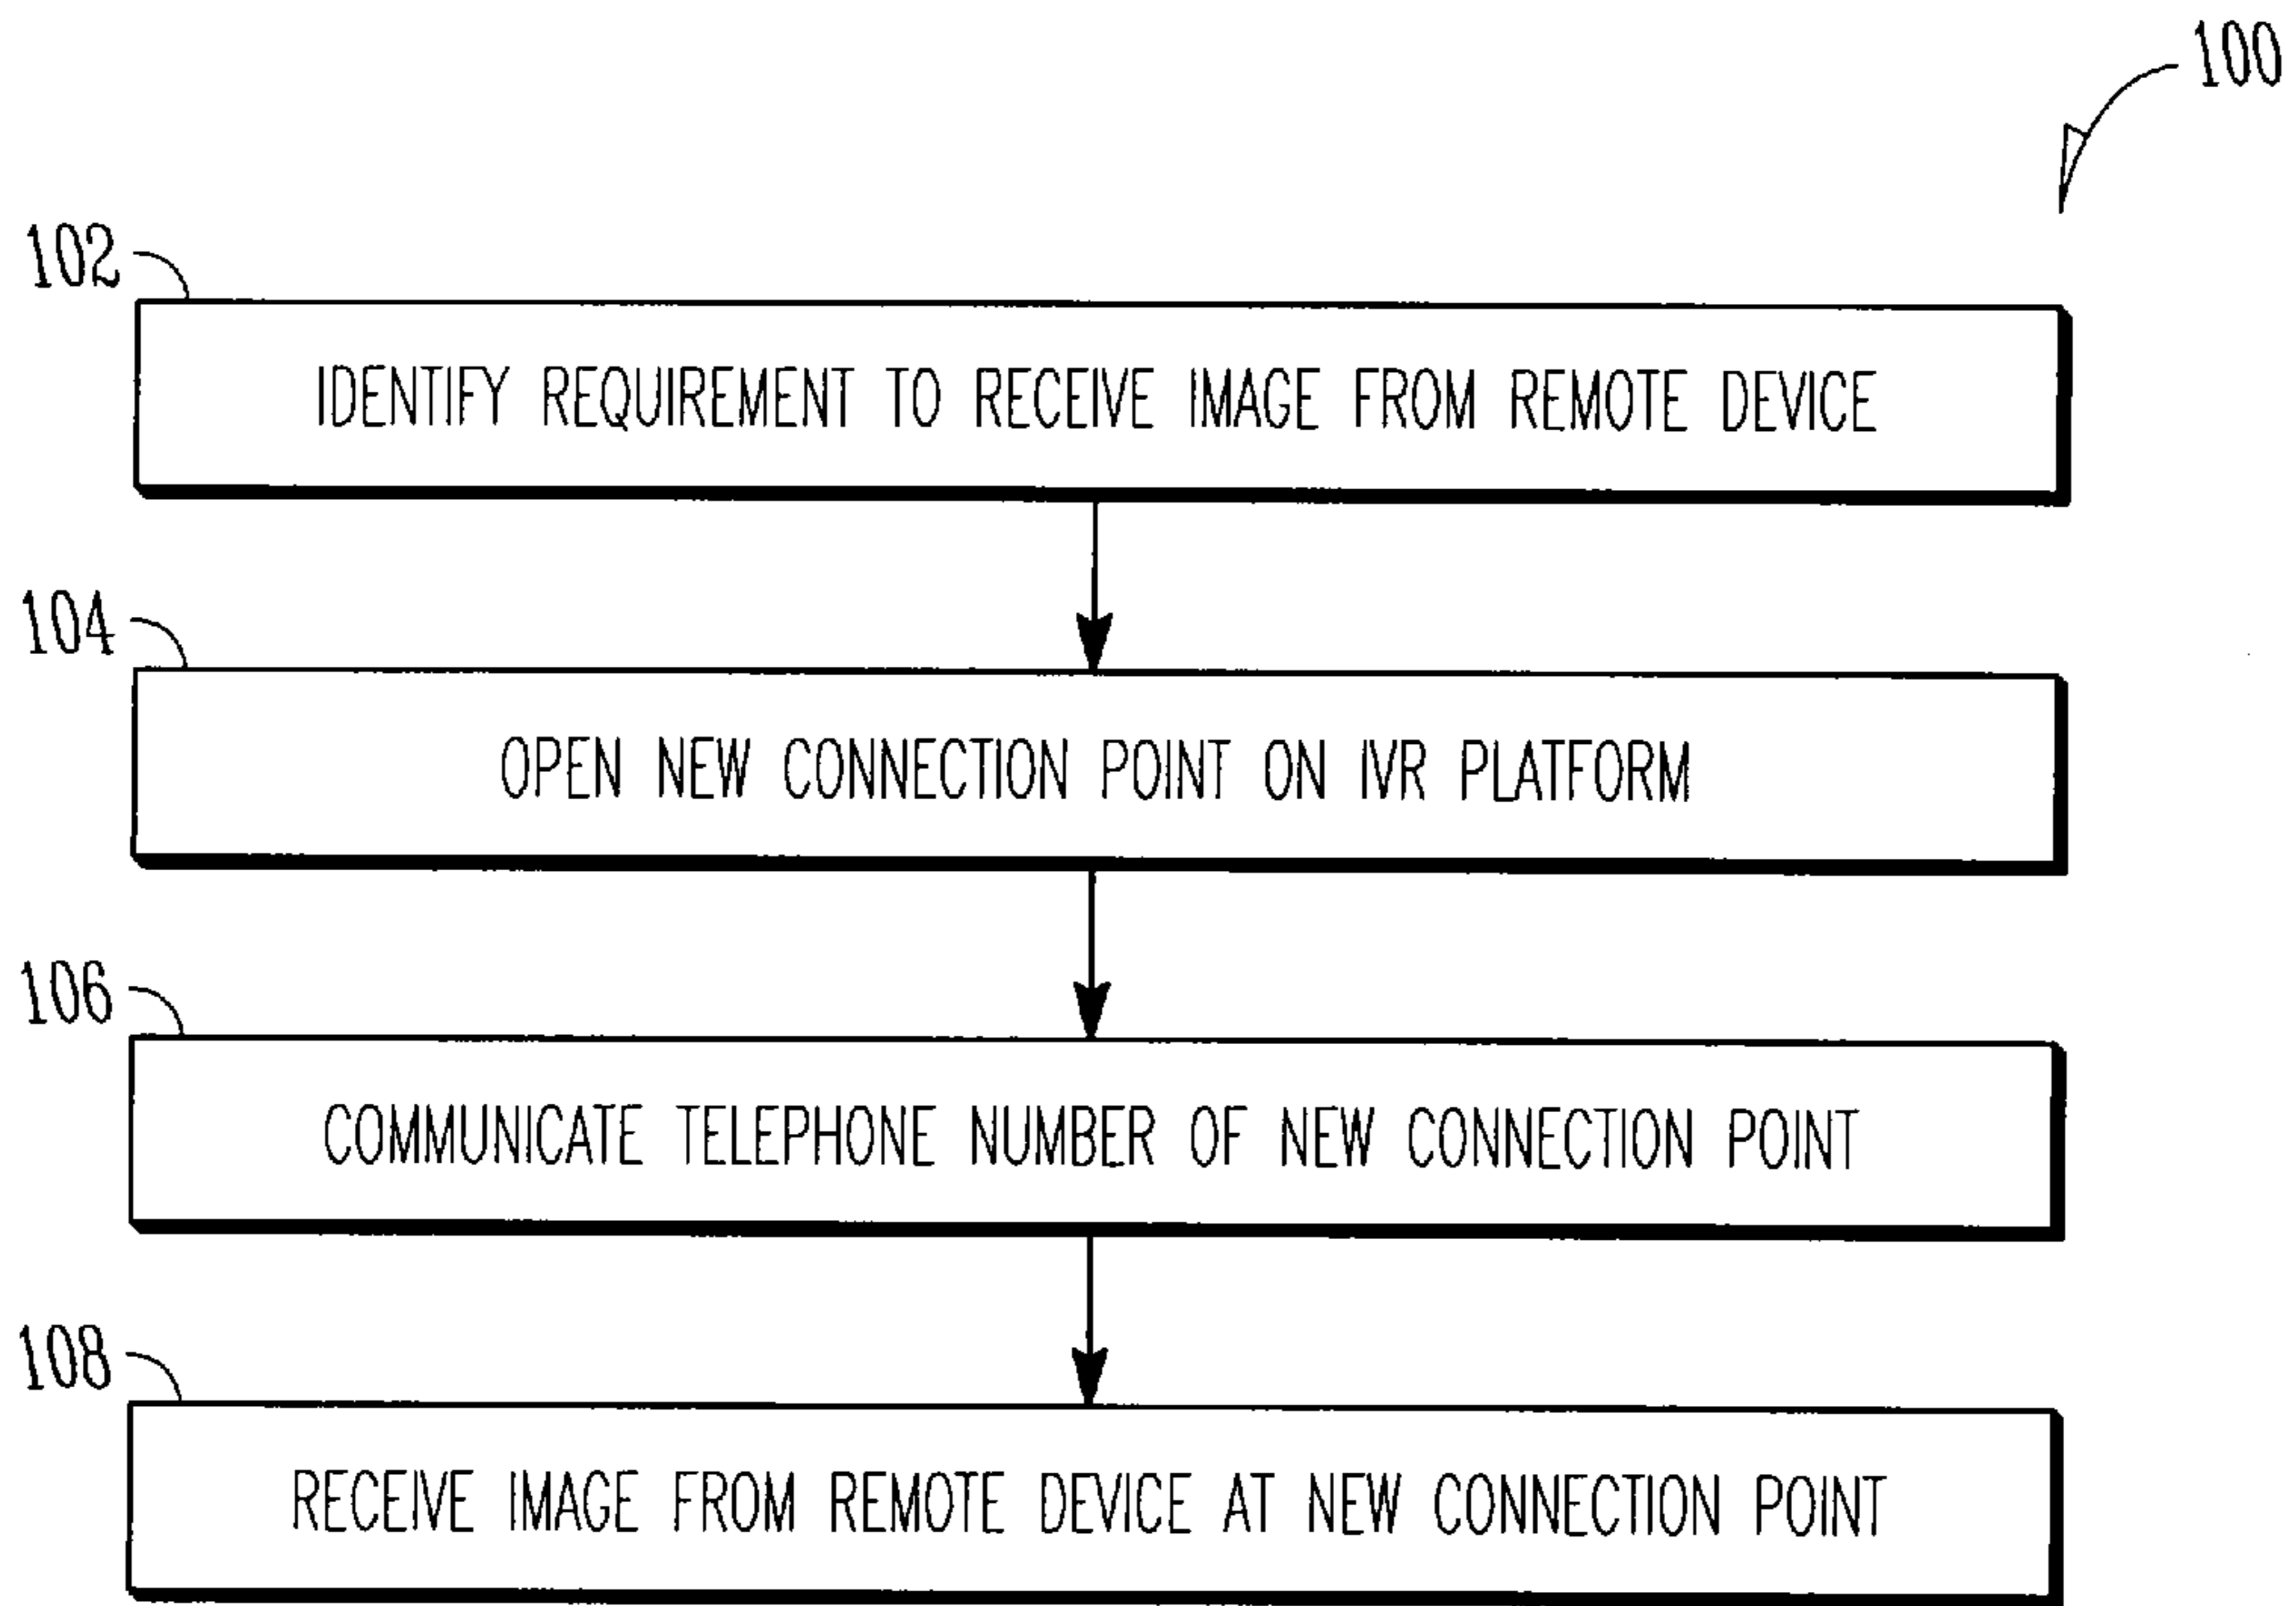 100
102
IDENTIFY REQUIREMENT TO RECEIVE IMAGE FROM REMOTE DEVICE
104
OPEN NEW CONNECTION POINT ON IVR PLATFORM
106
COMMUNICATE TELEPHONE NUMBER OF NEW CONNECTION POINT
108
RECEIVE IMAGE FROM REMOTE DEVICE AT NEW CONNECTION POINT